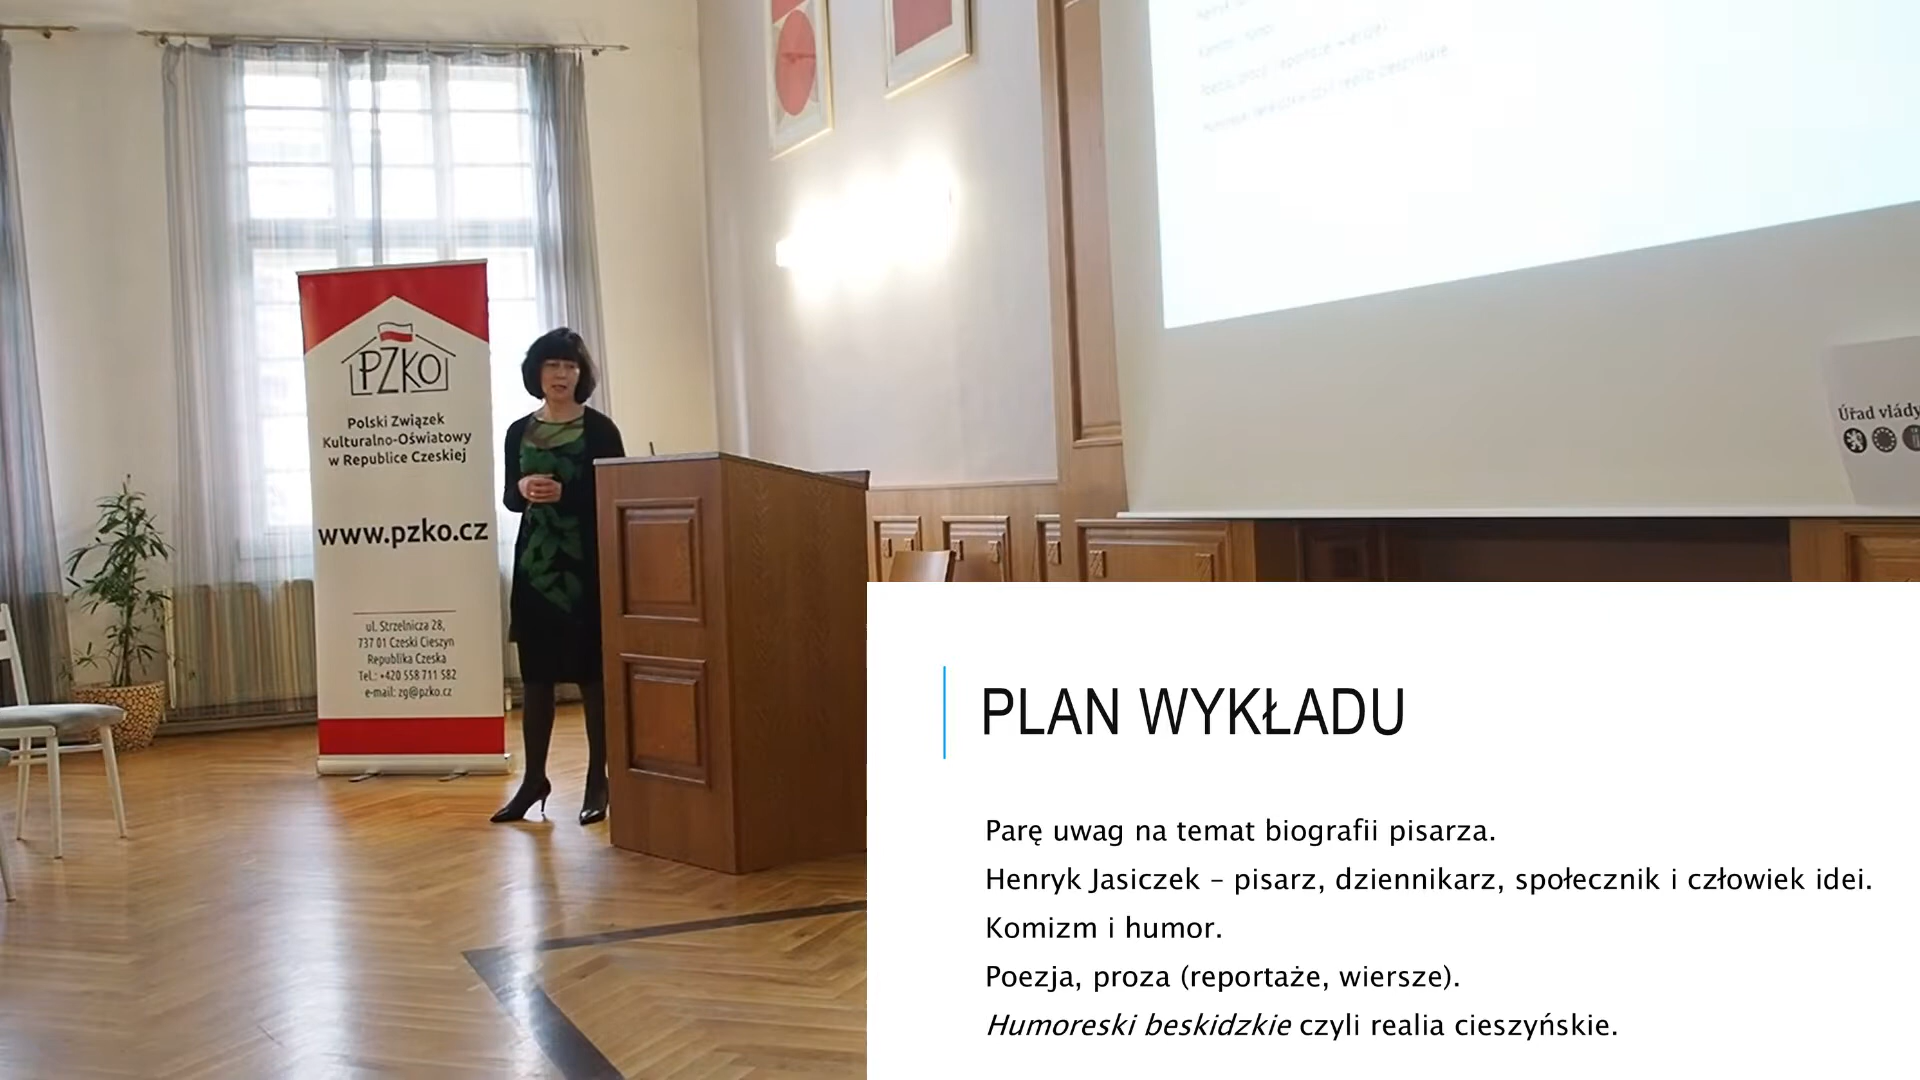 PZKO
Polski Związek
Kulturalno-Oświatowy
w Republice Czeskiej
www.pzko.cz
ul. Strzelnicza 28,
737 01 Czeski Cieszyn
Republika Czeska
Tel.: +420 558 711 582
e-mail: zg@pzko.cz
Úřad vlády
PLAN WYKŁADU
Parę uwag na temat biografii pisarza.
Henryk Jasiczek – pisarz, dziennikarz, społecznik i człowiek idei.
Komizm i humor.
Poezja, proza (reportaże, wiersze).
Humoreski beskidzkie czyli realia cieszyńskie.